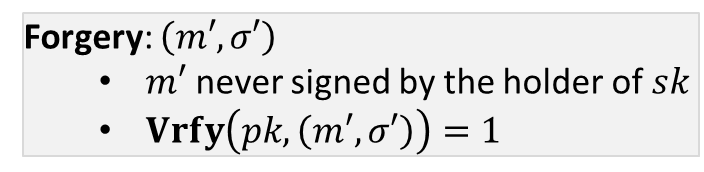 Forgery: (m′, σ′)
• m′ never signed by the holder of sk
• Vrfy(pk, (m′, σ′)) = 1